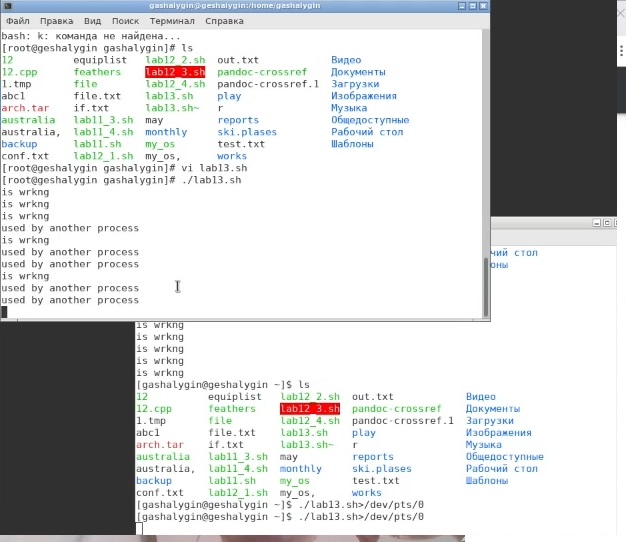 gashalygin@geshalygin:/home/gashalygin
Файл Правка Вид Поиск Терминал Справка
bash: k: команда не найдена...
[root@geshalygin gashalygin]# ls
12 equiplist lab12_2.sh out.txt Видео
12.cpp feathers lab12_3.sh pandoc-crossref Документы
1.tmp file lab12_4.sh pandoc-crossref.1 Загрузки
abc1 file.txt lab13.sh play Изображения
arch.tar if.txt lab13.sh~ r Музыка
australia lab11_3.sh may reports Общедоступные
australia, lab11_4.sh monthly ski.plases Рабочий стол
backup lab11.sh my_os test.txt Шаблоны
conf.txt lab12_1.sh my_os, works
[root@geshalygin gashalygin]# vi lab13.sh
[root@geshalygin gashalygin]# ./lab13.sh
is wrkng
is wrkng
is wrkng
used by another process
is wrkng
used by another process
used by another process
is wrkng
used by another process
used by another process
чий стол
оны
is wrkng
is wrkng
is wrkng
is wrkng
is wrkng
[gashalygin@geshalygin ~]$ ls
12 equiplist lab12_2.sh out.txt Видео
12.cpp feathers lab12_3.sh pandoc-crossref Документы
1.tmp file lab12_4.sh pandoc-crossref.1 Загрузки
abc1 file.txt lab13.sh play Изображения
arch.tar if.txt lab13.sh~ r Музыка
australia lab11_3.sh may reports Общедоступные
australia, lab11_4.sh monthly ski.plases Рабочий стол
backup lab11.sh my_os test.txt Шаблоны
conf.txt lab12_1.sh my_os, works
[gashalygin@geshalygin ~]$ ./lab13.sh>/dev/pts/0
[gashalygin@geshalygin ~]$ ./lab13.sh>/dev/pts/0